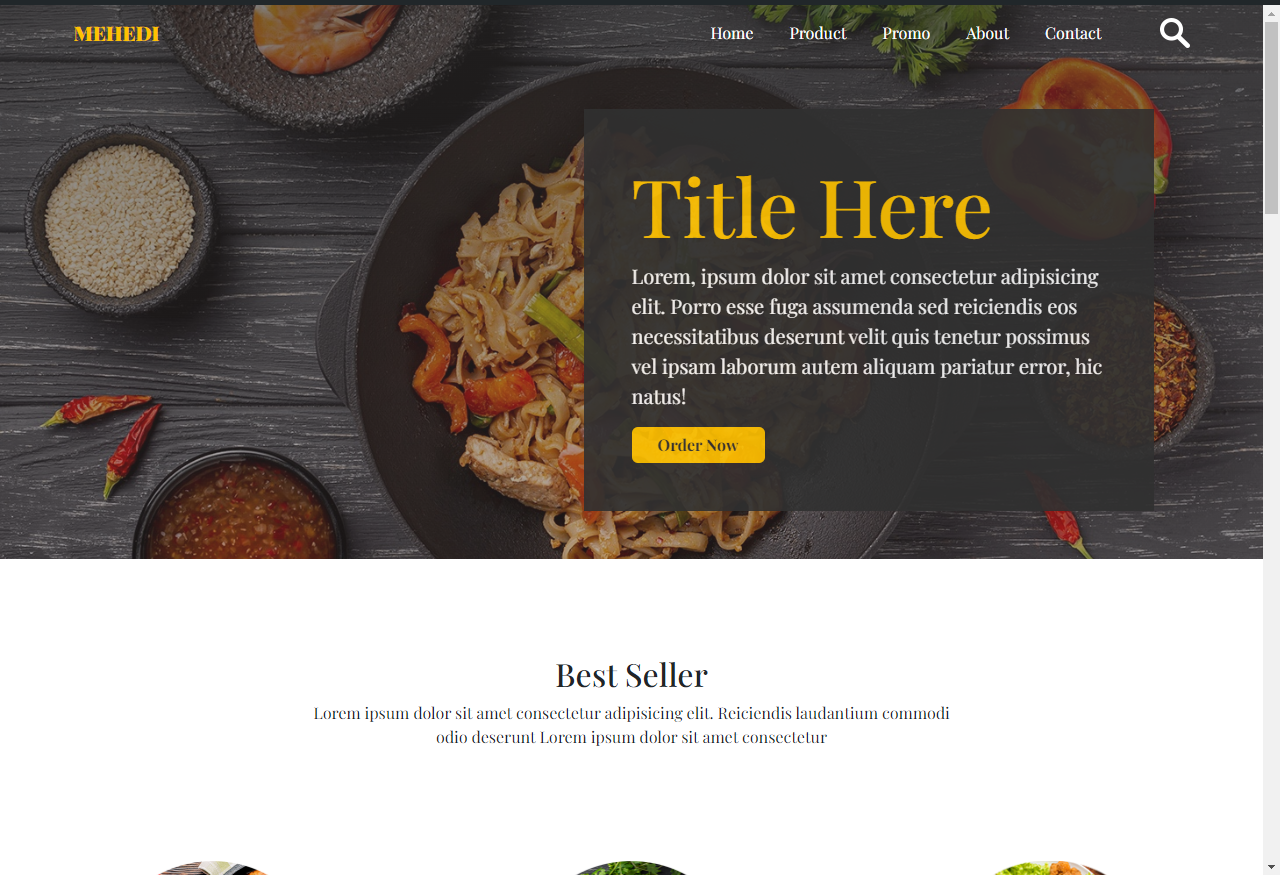 MEHEDI
Home Product Promo About Contact
Title Here
Lorem, ipsum dolor sit amet consectetur adipisicing
elit. Porro esse fuga assumenda sed reiciendis eos
necessitatibus deserunt velit quis tenetur possimus
vel ipsam laborum autem aliquam pariatur error, hic
natus!
Order Now
Best Seller
Lorem ipsum dolor sit amet consectetur adipisicing elit. Reiciendis laudantium commodi
odio deserunt Lorem ipsum dolor sit amet consectetur